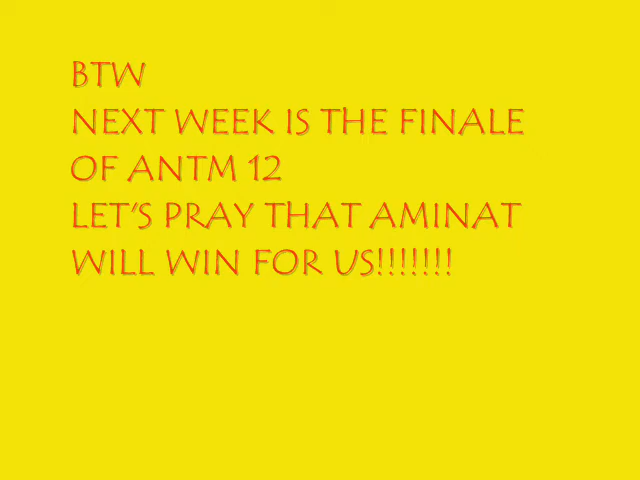 BTW
NEXT WEEK IS THE FINALE
OF ANTM 12
LET'S PRAY THAT AMINAT
WILL WIN FOR US!!!!!!!